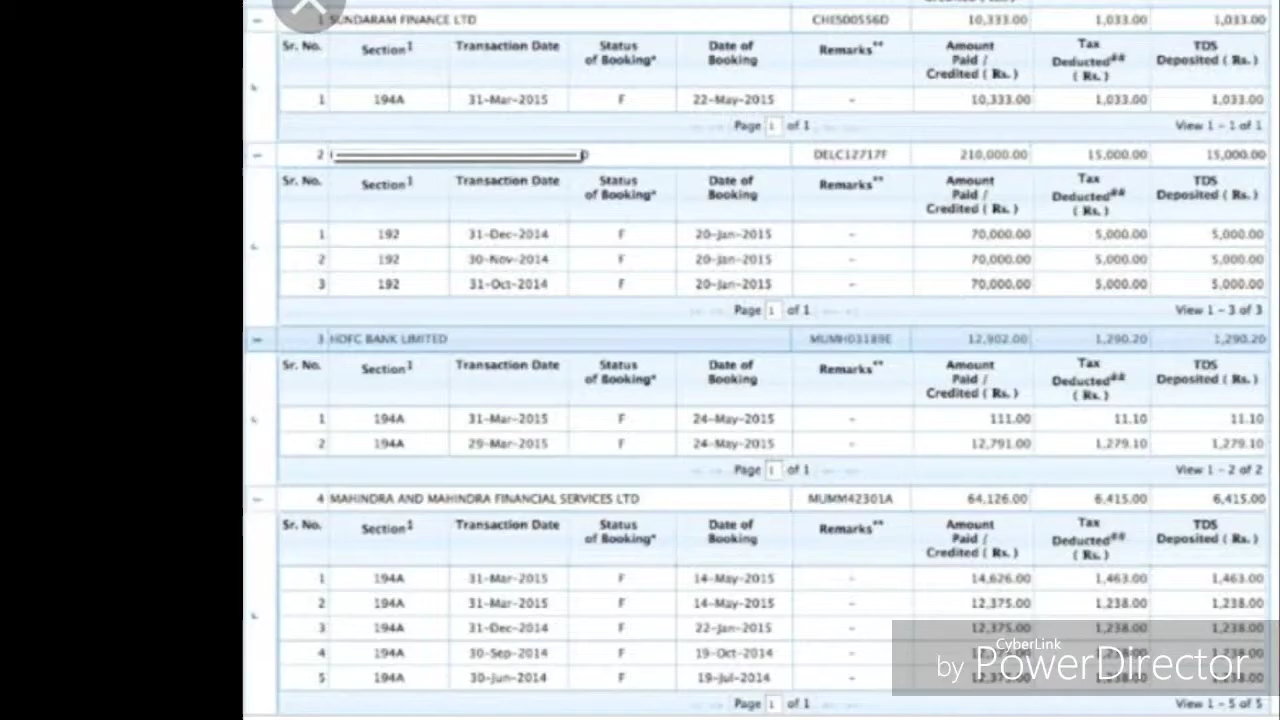 1 SUNDARAM FINANCE LTD CHES00556D 10,333.00 1,033.00 1,033.00
Sr. No. Section1 Transaction Date Status of Booking* Date of Booking Remarks** Amount Paid / Credited ( Rs. ) Tax Deducted## ( Rs. ) TDS Deposited ( Rs. )
1 194A 31-Mar-2015 F 22-May-2015 - 10,333.00 1,033.00 1,033.00
Page 1 of 1 View 1 - 1 of 1
2 DELC12717F 210,000.00 15,000.00 15,000.00
Sr. No. Section1 Transaction Date Status of Booking* Date of Booking Remarks** Amount Paid / Credited ( Rs. ) Tax Deducted## ( Rs. ) TDS Deposited ( Rs. )
1 192 31-Dec-2014 F 20-Jan-2015 - 70,000.00 5,000.00 5,000.00
2 192 30-Nov-2014 F 20-Jan-2015 - 70,000.00 5,000.00 5,000.00
3 192 31-Oct-2014 F 20-Jan-2015 - 70,000.00 5,000.00 5,000.00
Page 1 of 1 View 1 - 3 of 3
3 HDFC BANK LIMITED MUMH03189E 12,902.00 1,290.20 1,290.20
Sr. No. Section1 Transaction Date Status of Booking* Date of Booking Remarks** Amount Paid / Credited ( Rs. ) Tax Deducted## ( Rs. ) TDS Deposited ( Rs. )
1 194A 31-Mar-2015 F 24-May-2015 - 111.00 11.10 11.10
2 194A 29-Mar-2015 F 24-May-2015 - 12,791.00 1,279.10 1,279.10
Page 1 of 1 View 1 - 2 of 2
4 MAHINDRA AND MAHINDRA FINANCIAL SERVICES LTD MUMM42301A 64,126.00 6,415.00 6,415.00
Sr. No. Section1 Transaction Date Status of Booking* Date of Booking Remarks** Amount Paid / Credited ( Rs. ) Tax Deducted## ( Rs. ) TDS Deposited ( Rs. )
1 194A 31-Mar-2015 F 14-May-2015 - 14,626.00 1,463.00 1,463.00
2 194A 31-Mar-2015 F 14-May-2015 - 12,375.00 1,238.00 1,238.00
3 194A 31-Dec-2014 F 22-Jan-2015 - 12,375.00 1,238.00 1,238.00
4 194A 30-Sep-2014 F 19-Oct-2014 -
5 194A 30-Jun-2014 F 19-Jul-2014 -
Page 1 of 1 View 1 - 5 of 5
by CyberLink PowerDirector